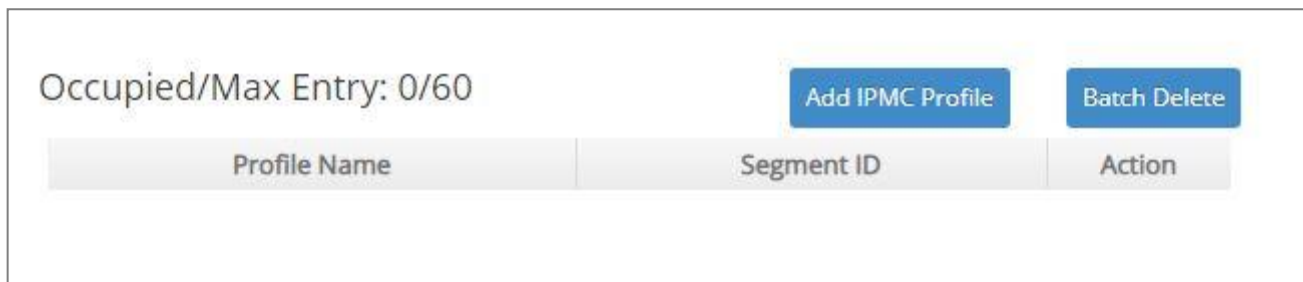 Occupied/Max Entry: 0/60 Add IPMC Profile Batch Delete
Profile Name Segment ID Action